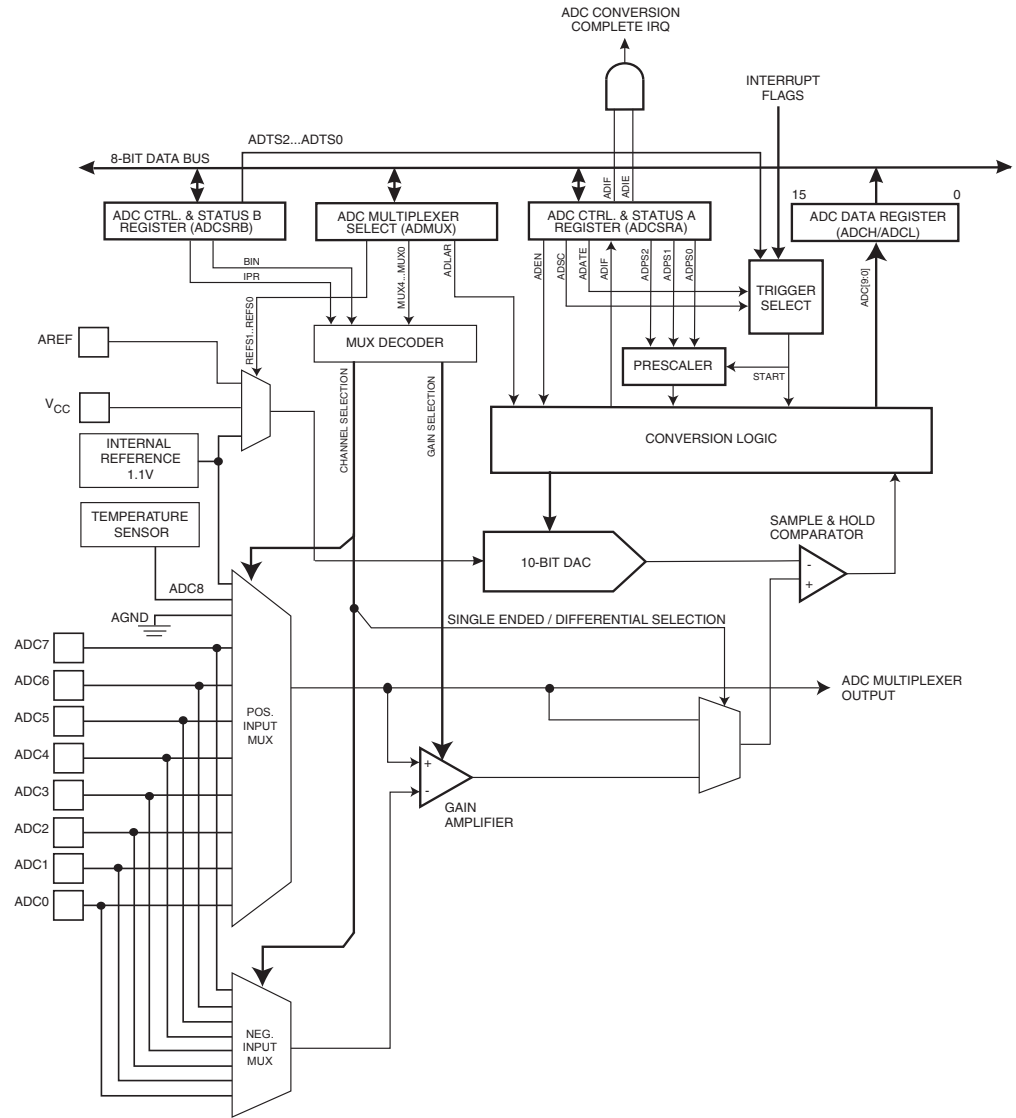 ADC CONVERSION
COMPLETE IRQ
INTERRUPT
FLAGS
ADTS2...ADTS0
8-BIT DATA BUS
ADIF
ADIE
15
0
ADC CTRL. & STATUS B
REGISTER (ADCSRB)
ADC MULTIPLEXER
SELECT (ADMUX)
ADC CTRL. & STATUS A
REGISTER (ADCSRA)
ADC DATA REGISTER
(ADCH/ADCL)
BIN
IPR
REFS1...REFS0
MUX4...MUX0
ADLAR
ADEN
ADSC
ADATE
ADIF
ADPS2
ADPS1
ADPS0
ADC[9:0]
TRIGGER
SELECT
MUX DECODER
AREF
PRESCALER
START
VCC
CHANNEL SELECTION
GAIN SELECTION
CONVERSION LOGIC
INTERNAL
REFERENCE
1.1V
TEMPERATURE
SENSOR
SAMPLE & HOLD
COMPARATOR
10-BIT DAC
-
+
ADC8
AGND
SINGLE ENDED / DIFFERENTIAL SELECTION
ADC7
ADC6
ADC5
ADC4
ADC3
ADC2
ADC1
ADC0
ADC MULTIPLEXER
OUTPUT
POS.
INPUT
MUX
+
-
GAIN
AMPLIFIER
NEG.
INPUT
MUX